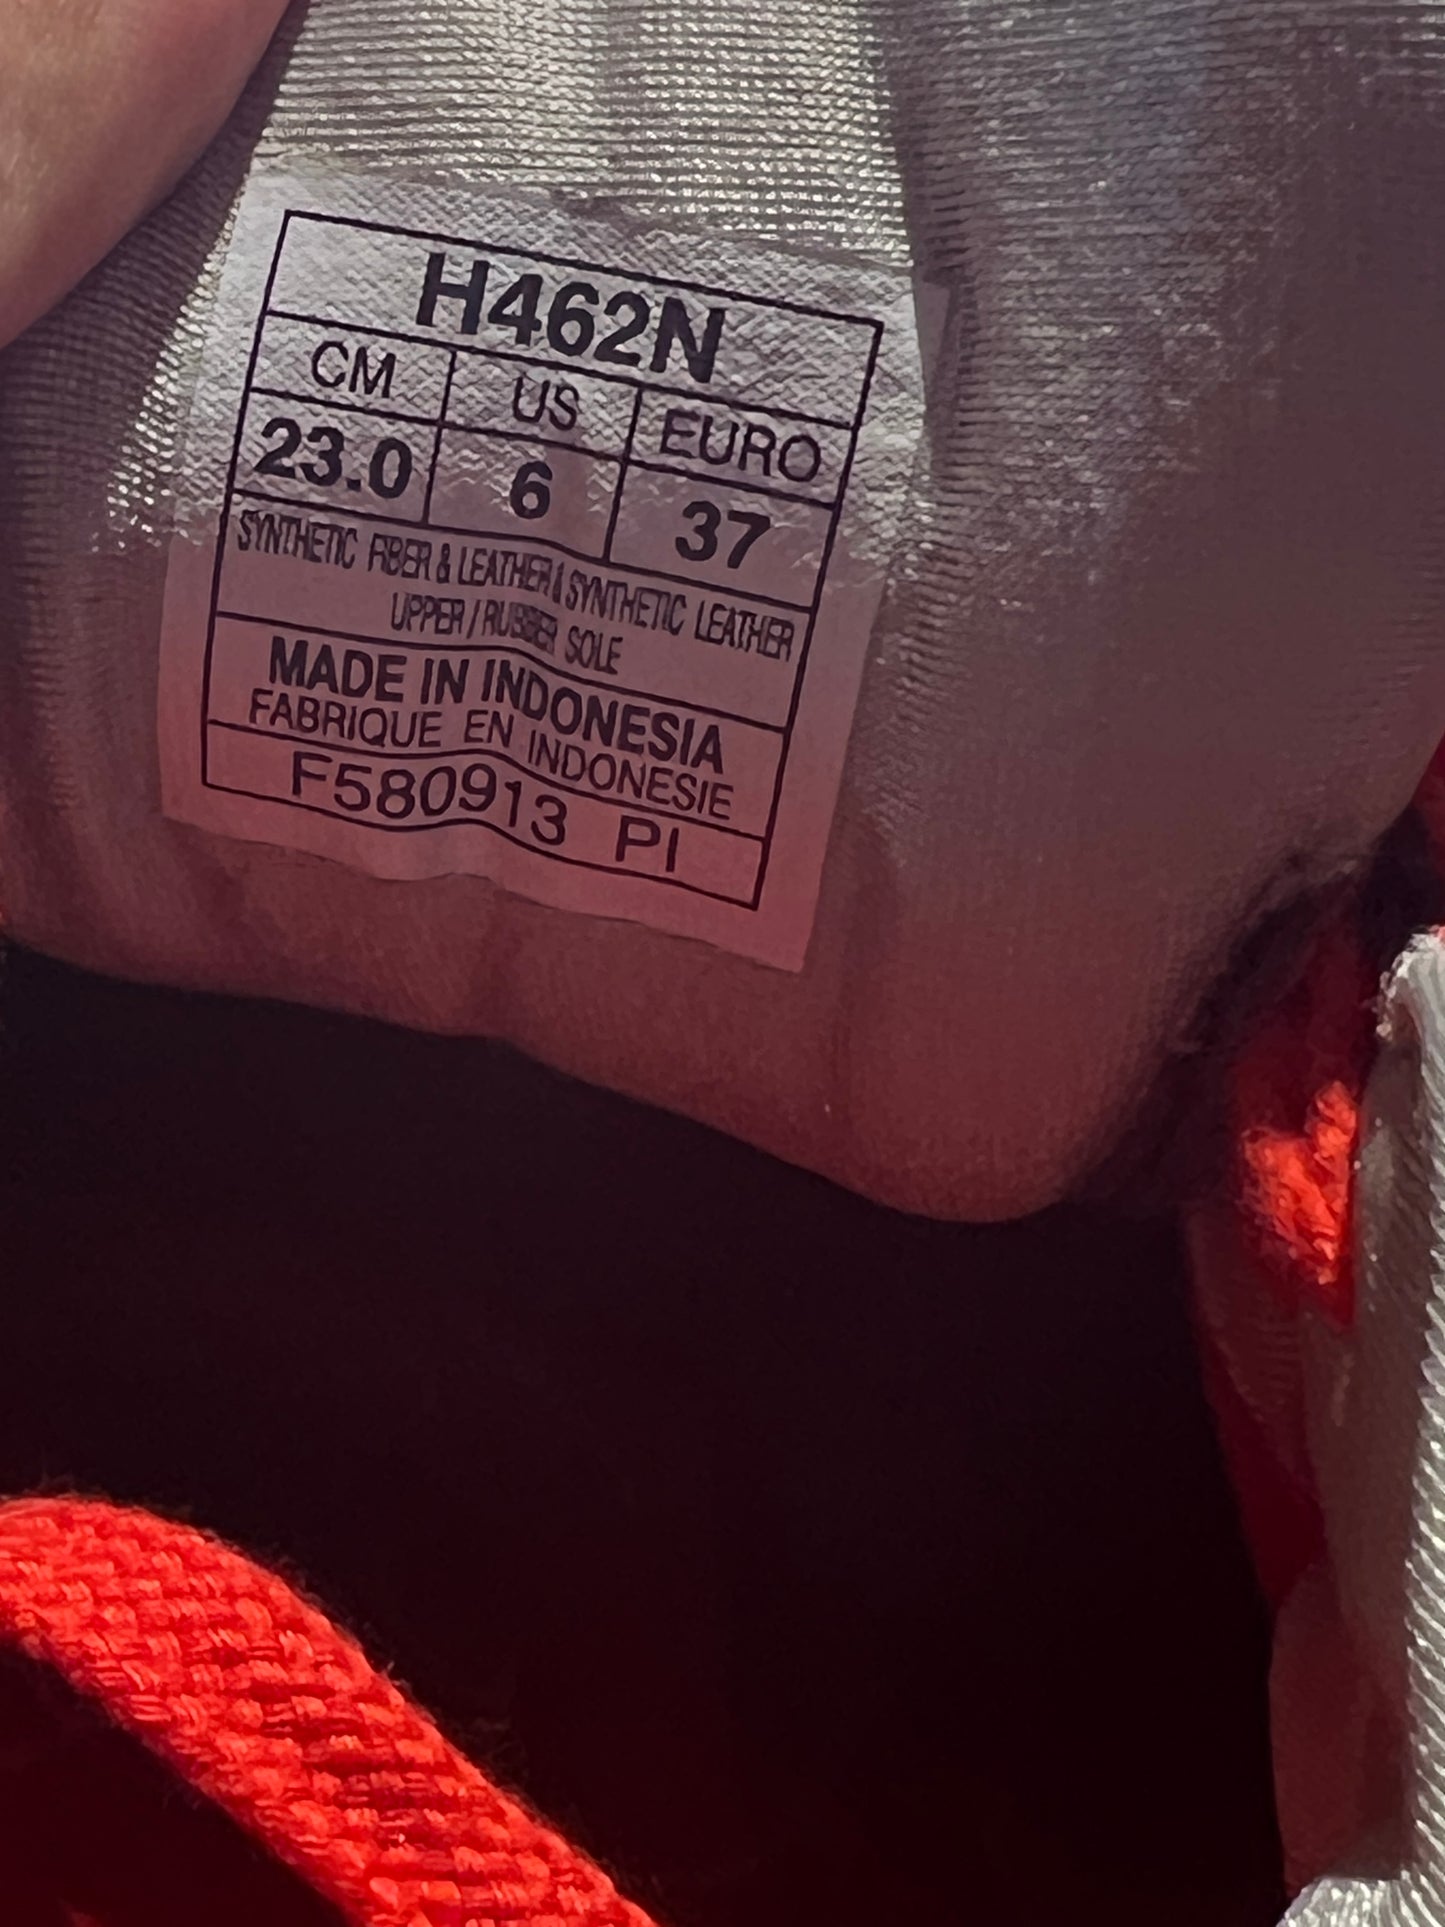 H462N
CM US EURO
23.0 6 37
SYNTHETIC FIBER & LEATHER & SYNTHETIC LEATHER
UPPER / RUBBER SOLE
MADE IN INDONESIA
FABRIQUE EN INDONESIE
F580913 PI